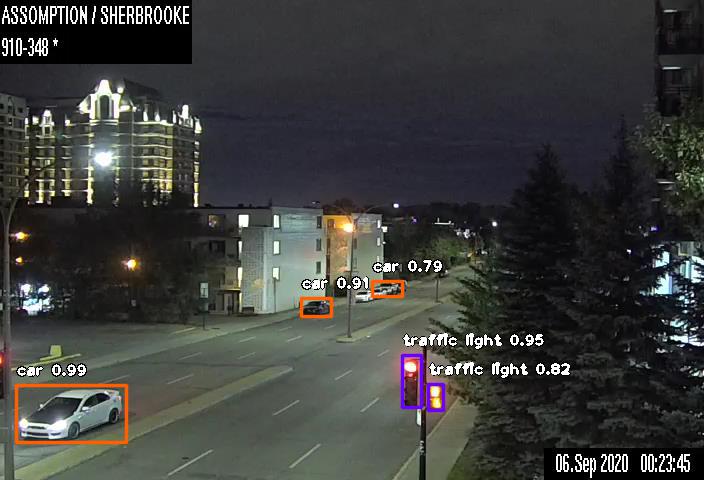 ASSOMPTION / SHERBROOKE
910-348 *
car 0.79
car 0.91
traffic light 0.95
traffic light 0.82
car 0.99
06.Sep 2020 00:23:45